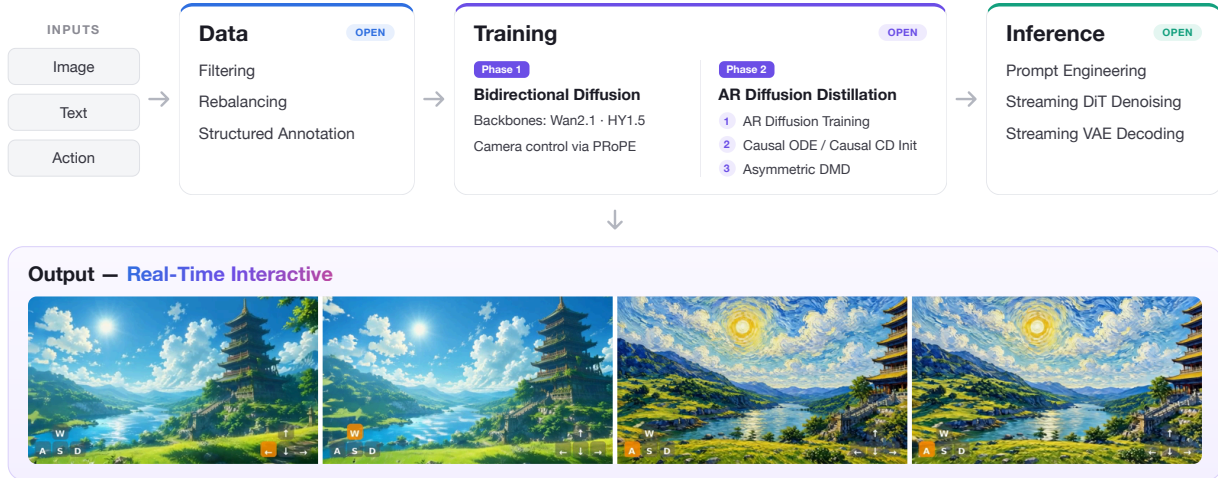 INPUTS
Image
Text
Action
Data
OPEN
Filtering
Rebalancing
Structured Annotation
Training
OPEN
Phase 1
Bidirectional Diffusion
Backbones: Wan2.1 · HY1.5
Camera control via PRoPE
Phase 2
AR Diffusion Distillation
1 AR Diffusion Training
2 Causal ODE / Causal CD Init
3 Asymmetric DMD
Inference
OPEN
Prompt Engineering
Streaming DiT Denoising
Streaming VAE Decoding
Output — Real-Time Interactive
W ↑
A S D ← ↓ →
W ↑
A S D ← ↓ →
W ↑
A S D ← ↓ →
W ↑
A S D ← ↓ →